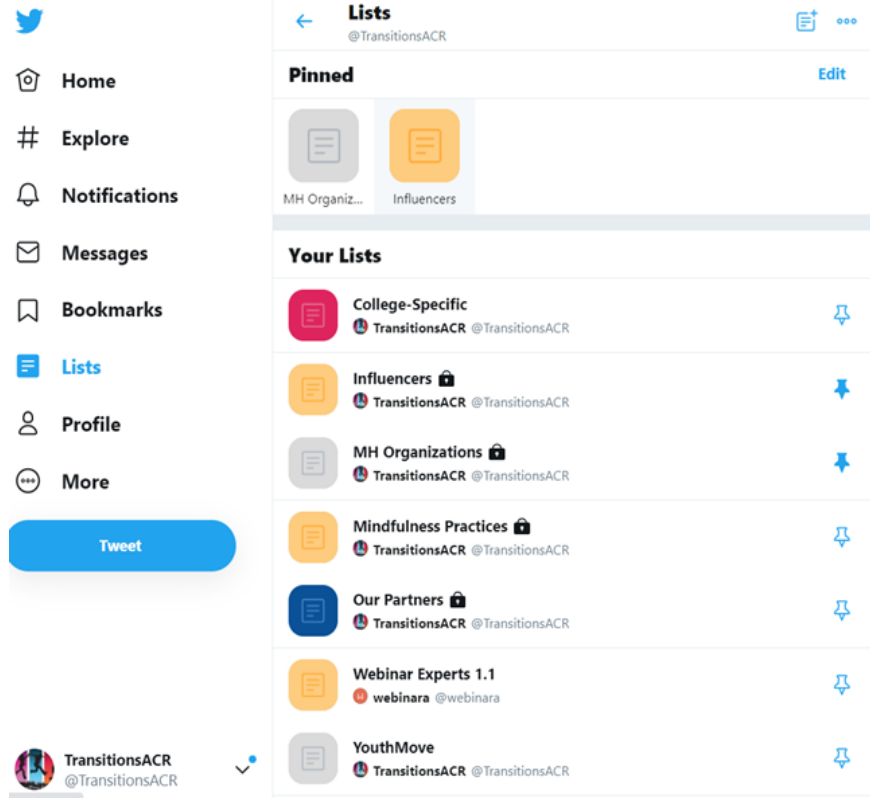 Home
Explore
Notifications
Messages
Bookmarks
Lists
Profile
More
Tweet
TransitionsACR
@TransitionsACR
Lists
@TransitionsACR
Pinned
Edit
MH Organiz...
Influencers
Your Lists
College-Specific
TransitionsACR @TransitionsACR
Influencers
TransitionsACR @TransitionsACR
MH Organizations
TransitionsACR @TransitionsACR
Mindfulness Practices
TransitionsACR @TransitionsACR
Our Partners
TransitionsACR @TransitionsACR
Webinar Experts 1.1
webinara @webinara
YouthMove
TransitionsACR @TransitionsACR